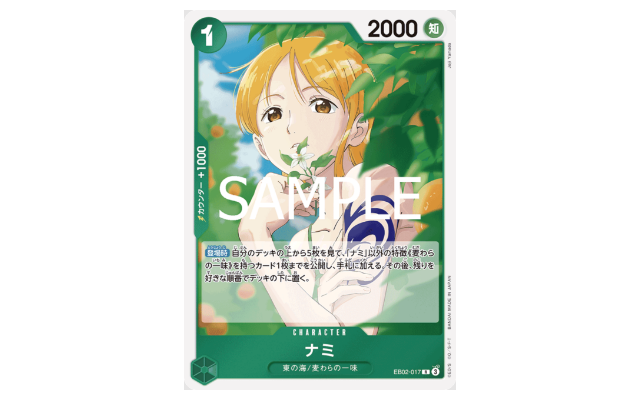 1
2000 知
カウンター +1000
SAMPLE
登場時 自分のデッキの上から5枚を見て、「ナミ」以外の特徴《麦わら
の一味》を持つカード1枚までを公開し、手札に加える。その後、残りを
好きな順番でデッキの下に置く。
CHARACTER
ナミ
東の海/麦わらの一味
EB02-017 R 3